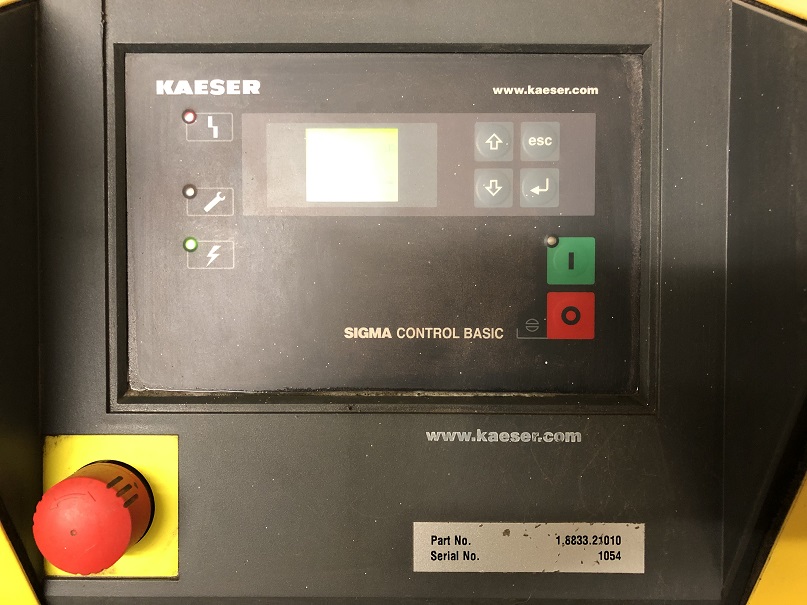 KAESER
www.kaeser.com
esc
I
O
SIGMA CONTROL BASIC
www.kaeser.com
Part No. 1.8833.21010
Serial No. 1054